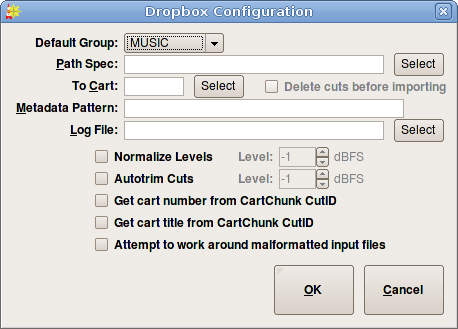 Dropbox Configuration
Default Group: MUSIC
Path Spec: Select
To Cart: Select Delete cuts before importing
Metadata Pattern:
Log File: Select
Normalize Levels Level: -1 dBFS
Autotrim Cuts Level: -1 dBFS
Get cart number from CartChunk CutID
Get cart title from CartChunk CutID
Attempt to work around malformatted input files
OK Cancel